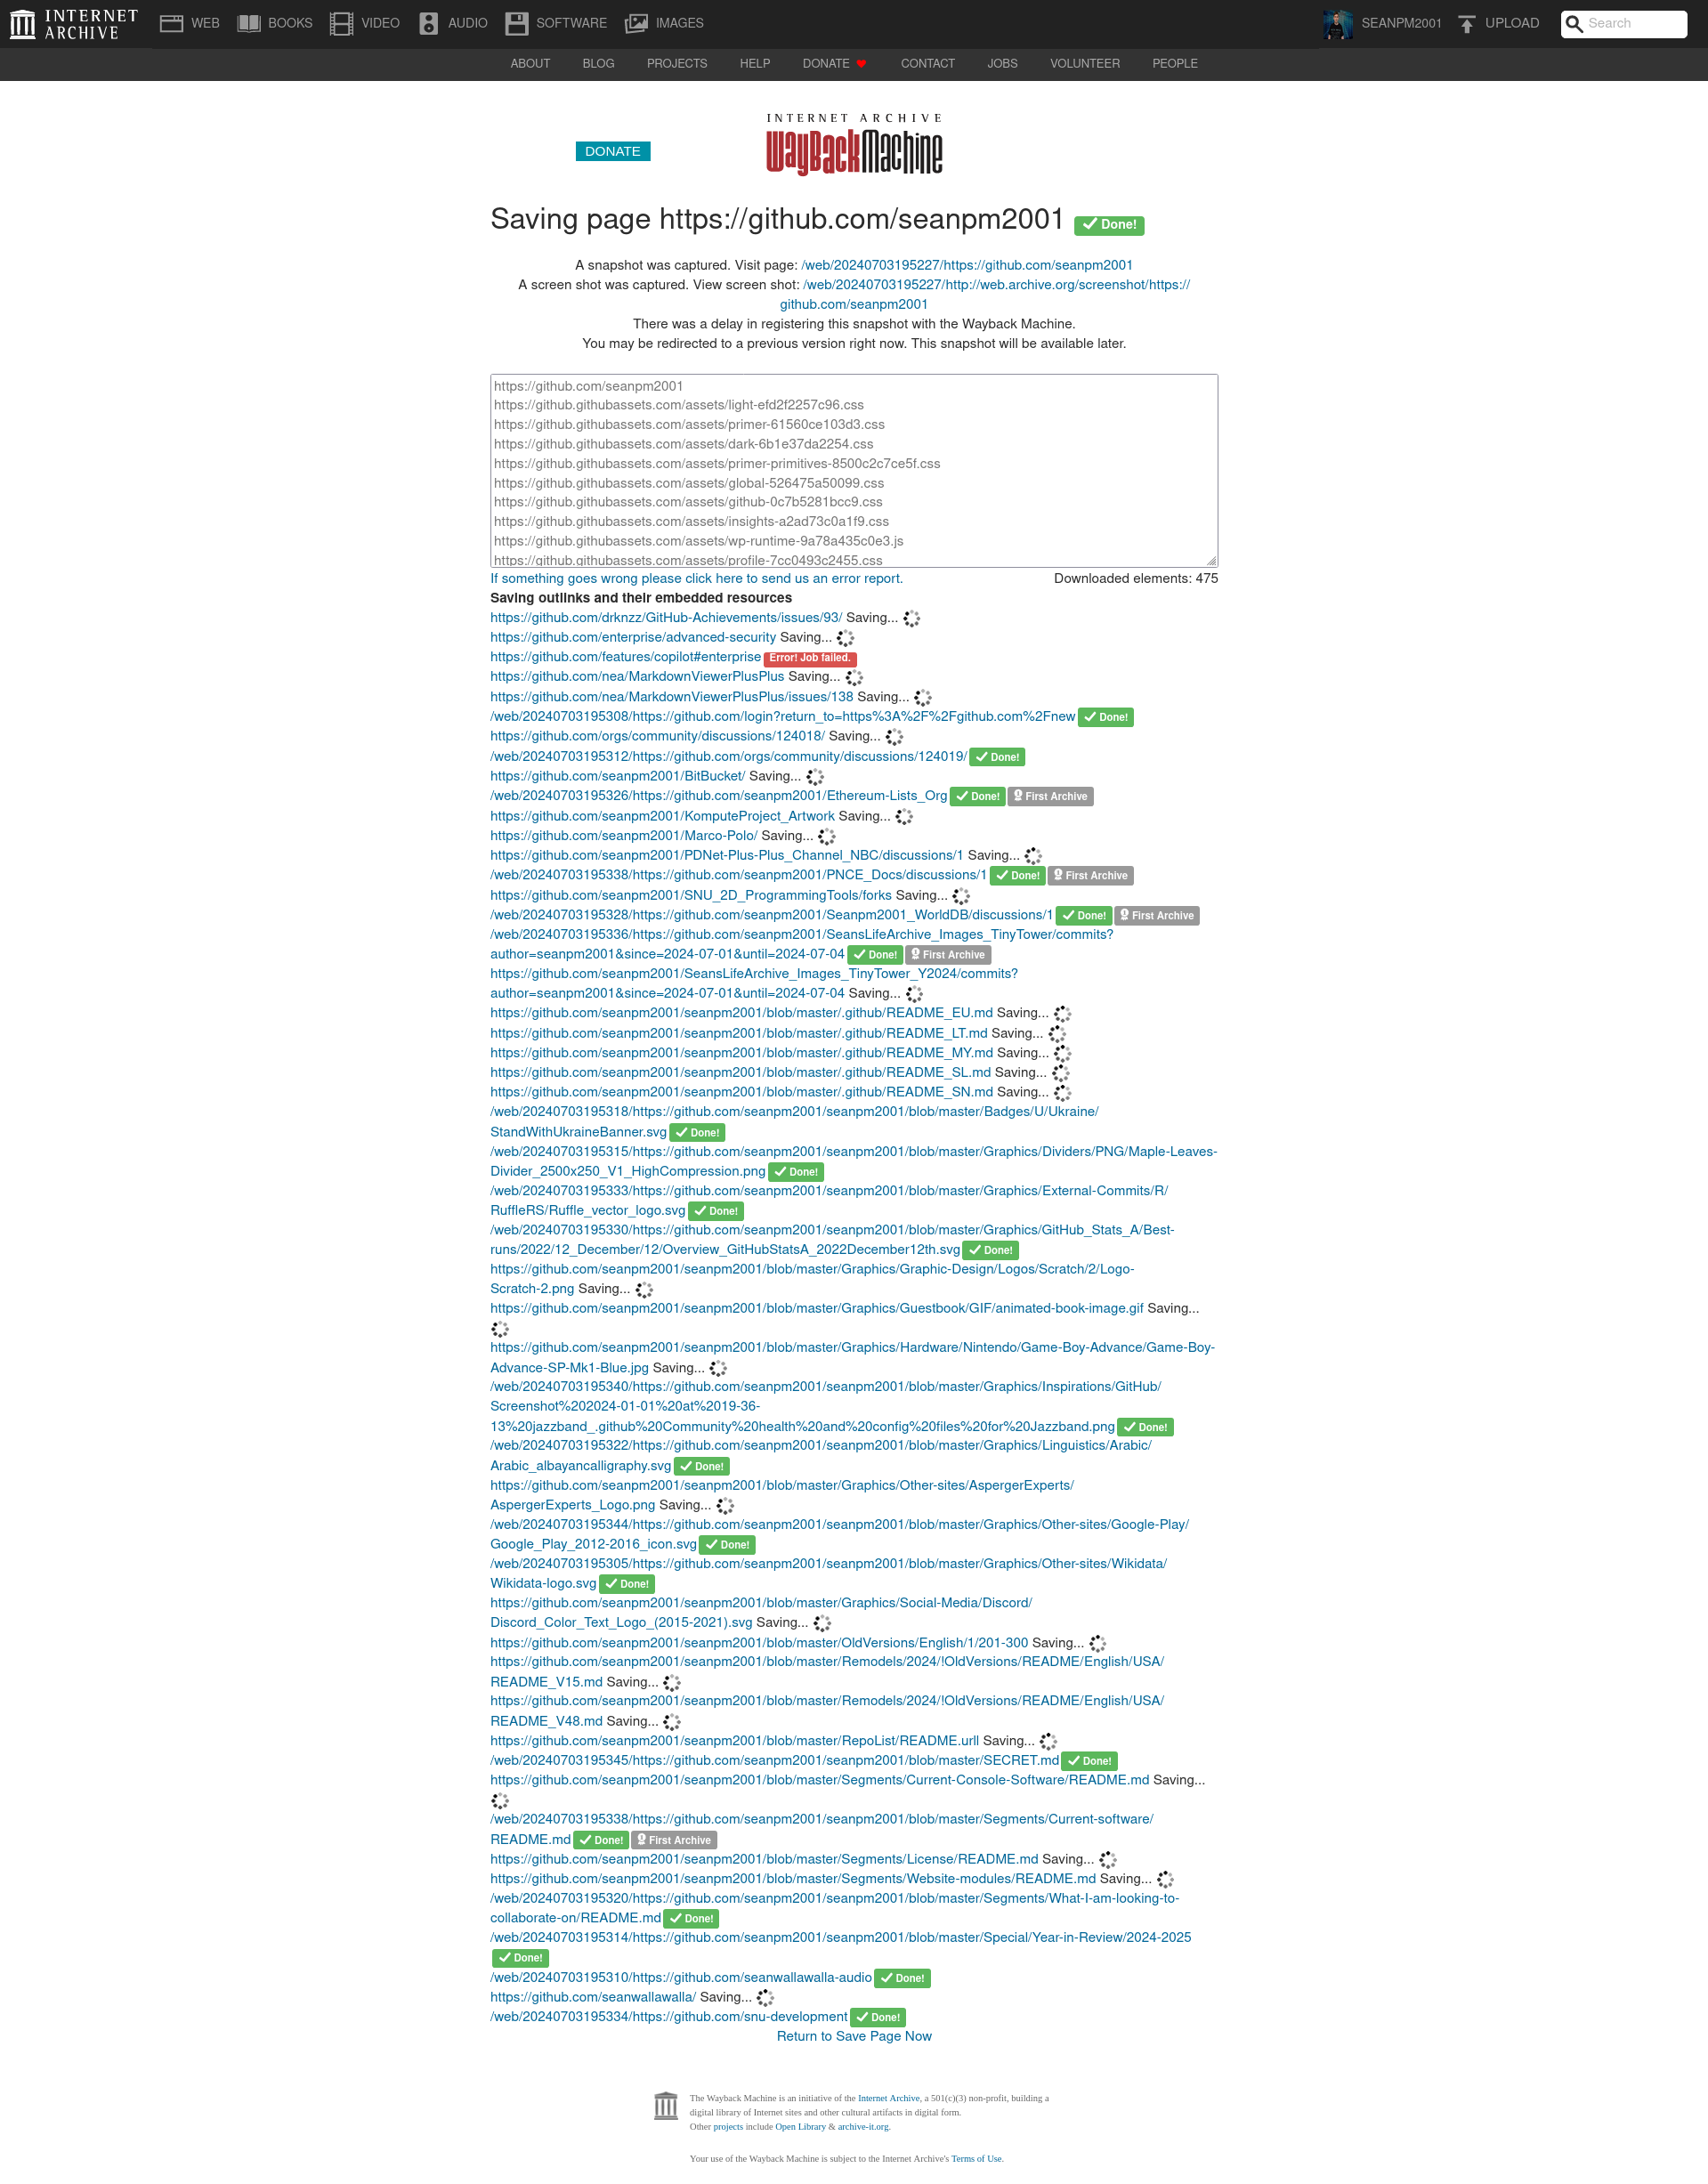 INTERNET ARCHIVE WEB BOOKS VIDEO AUDIO SOFTWARE IMAGES SEANPM2001 UPLOAD Search
ABOUT BLOG PROJECTS HELP DONATE CONTACT JOBS VOLUNTEER PEOPLE
INTERNET ARCHIVE
DONATE WayBackMachine
Saving page https://github.com/seanpm2001 Done!
A snapshot was captured. Visit page: /web/20240703195227/https://github.com/seanpm2001
A screen shot was captured. View screen shot: /web/20240703195227/http://web.archive.org/screenshot/https://
github.com/seanpm2001
There was a delay in registering this snapshot with the Wayback Machine.
You may be redirected to a previous version right now. This snapshot will be available later.
https://github.com/seanpm2001
https://github.githubassets.com/assets/light-efd2f2257c96.css
https://github.githubassets.com/assets/primer-61560ce103d3.css
https://github.githubassets.com/assets/dark-6b1e37da2254.css
https://github.githubassets.com/assets/primer-primitives-8500c2c7ce5f.css
https://github.githubassets.com/assets/global-526475a50099.css
https://github.githubassets.com/assets/github-0c7b5281bcc9.css
https://github.githubassets.com/assets/insights-a2ad73c0a1f9.css
https://github.githubassets.com/assets/wp-runtime-9a78a435c0e3.js
https://github.githubassets.com/assets/profile-7cc0493c2455.css
If something goes wrong please click here to send us an error report. Downloaded elements: 475
Saving outlinks and their embedded resources
https://github.com/drknzz/GitHub-Achievements/issues/93/ Saving...
https://github.com/enterprise/advanced-security Saving...
https://github.com/features/copilot#enterprise Error! Job failed.
https://github.com/nea/MarkdownViewerPlusPlus Saving...
https://github.com/nea/MarkdownViewerPlusPlus/issues/138 Saving...
/web/20240703195308/https://github.com/login?return_to=https%3A%2F%2Fgithub.com%2Fnew Done!
https://github.com/orgs/community/discussions/124018/ Saving...
/web/20240703195312/https://github.com/orgs/community/discussions/124019/ Done!
https://github.com/seanpm2001/BitBucket/ Saving...
/web/20240703195326/https://github.com/seanpm2001/Ethereum-Lists_Org Done! First Archive
https://github.com/seanpm2001/KomputeProject_Artwork Saving...
https://github.com/seanpm2001/Marco-Polo/ Saving...
https://github.com/seanpm2001/PDNet-Plus-Plus_Channel_NBC/discussions/1 Saving...
/web/20240703195338/https://github.com/seanpm2001/PNCE_Docs/discussions/1 Done! First Archive
https://github.com/seanpm2001/SNU_2D_ProgrammingTools/forks Saving...
/web/20240703195328/https://github.com/seanpm2001/Seanpm2001_WorldDB/discussions/1 Done! First Archive
/web/20240703195336/https://github.com/seanpm2001/SeansLifeArchive_Images_TinyTower/commits?
author=seanpm2001&since=2024-07-01&until=2024-07-04 Done! First Archive
https://github.com/seanpm2001/SeansLifeArchive_Images_TinyTower_Y2024/commits?
author=seanpm2001&since=2024-07-01&until=2024-07-04 Saving...
https://github.com/seanpm2001/seanpm2001/blob/master/.github/README_EU.md Saving...
https://github.com/seanpm2001/seanpm2001/blob/master/.github/README_LT.md Saving...
https://github.com/seanpm2001/seanpm2001/blob/master/.github/README_MY.md Saving...
https://github.com/seanpm2001/seanpm2001/blob/master/.github/README_SL.md Saving...
https://github.com/seanpm2001/seanpm2001/blob/master/.github/README_SN.md Saving...
/web/20240703195318/https://github.com/seanpm2001/seanpm2001/blob/master/Badges/U/Ukraine/
StandWithUkraineBanner.svg Done!
/web/20240703195315/https://github.com/seanpm2001/seanpm2001/blob/master/Graphics/Dividers/PNG/Maple-Leaves-
Divider_2500x250_V1_HighCompression.png Done!
/web/20240703195333/https://github.com/seanpm2001/seanpm2001/blob/master/Graphics/External-Commits/R/
RuffleRS/Ruffle_vector_logo.svg Done!
/web/20240703195330/https://github.com/seanpm2001/seanpm2001/blob/master/Graphics/GitHub_Stats_A/Best-
runs/2022/12_December/12/Overview_GitHubStatsA_2022December12th.svg Done!
https://github.com/seanpm2001/seanpm2001/blob/master/Graphics/Graphic-Design/Logos/Scratch/2/Logo-
Scratch-2.png Saving...
https://github.com/seanpm2001/seanpm2001/blob/master/Graphics/Guestbook/GIF/animated-book-image.gif Saving...
https://github.com/seanpm2001/seanpm2001/blob/master/Graphics/Hardware/Nintendo/Game-Boy-Advance/Game-Boy-
Advance-SP-Mk1-Blue.jpg Saving...
/web/20240703195340/https://github.com/seanpm2001/seanpm2001/blob/master/Graphics/Inspirations/GitHub/
Screenshot%202024-01-01%20at%2019-36-
13%20jazzband_.github%20Community%20health%20and%20config%20files%20for%20Jazzband.png Done!
/web/20240703195322/https://github.com/seanpm2001/seanpm2001/blob/master/Graphics/Linguistics/Arabic/
Arabic_albayancalligraphy.svg Done!
https://github.com/seanpm2001/seanpm2001/blob/master/Graphics/Other-sites/AspergerExperts/
AspergerExperts_Logo.png Saving...
/web/20240703195344/https://github.com/seanpm2001/seanpm2001/blob/master/Graphics/Other-sites/Google-Play/
Google_Play_2012-2016_icon.svg Done!
/web/20240703195305/https://github.com/seanpm2001/seanpm2001/blob/master/Graphics/Other-sites/Wikidata/
Wikidata-logo.svg Done!
https://github.com/seanpm2001/seanpm2001/blob/master/Graphics/Social-Media/Discord/
Discord_Color_Text_Logo_(2015-2021).svg Saving...
https://github.com/seanpm2001/seanpm2001/blob/master/OldVersions/English/1/201-300 Saving...
https://github.com/seanpm2001/seanpm2001/blob/master/Remodels/2024/!OldVersions/README/English/USA/
README_V15.md Saving...
https://github.com/seanpm2001/seanpm2001/blob/master/Remodels/2024/!OldVersions/README/English/USA/
README_V48.md Saving...
https://github.com/seanpm2001/seanpm2001/blob/master/RepoList/README.urll Saving...
/web/20240703195345/https://github.com/seanpm2001/seanpm2001/blob/master/SECRET.md Done!
https://github.com/seanpm2001/seanpm2001/blob/master/Segments/Current-Console-Software/README.md Saving...
/web/20240703195338/https://github.com/seanpm2001/seanpm2001/blob/master/Segments/Current-software/
README.md Done! First Archive
https://github.com/seanpm2001/seanpm2001/blob/master/Segments/License/README.md Saving...
https://github.com/seanpm2001/seanpm2001/blob/master/Segments/Website-modules/README.md Saving...
/web/20240703195320/https://github.com/seanpm2001/seanpm2001/blob/master/Segments/What-I-am-looking-to-
collaborate-on/README.md Done!
/web/20240703195314/https://github.com/seanpm2001/seanpm2001/blob/master/Special/Year-in-Review/2024-2025
Done!
/web/20240703195310/https://github.com/seanwallawalla-audio Done!
https://github.com/seanwallawalla/ Saving...
/web/20240703195334/https://github.com/snu-development Done!
Return to Save Page Now
The Wayback Machine is an initiative of the Internet Archive, a 501(c)(3) non-profit, building a
digital library of Internet sites and other cultural artifacts in digital form.
Other projects include Open Library & archive-it.org.
Your use of the Wayback Machine is subject to the Internet Archive's Terms of Use.